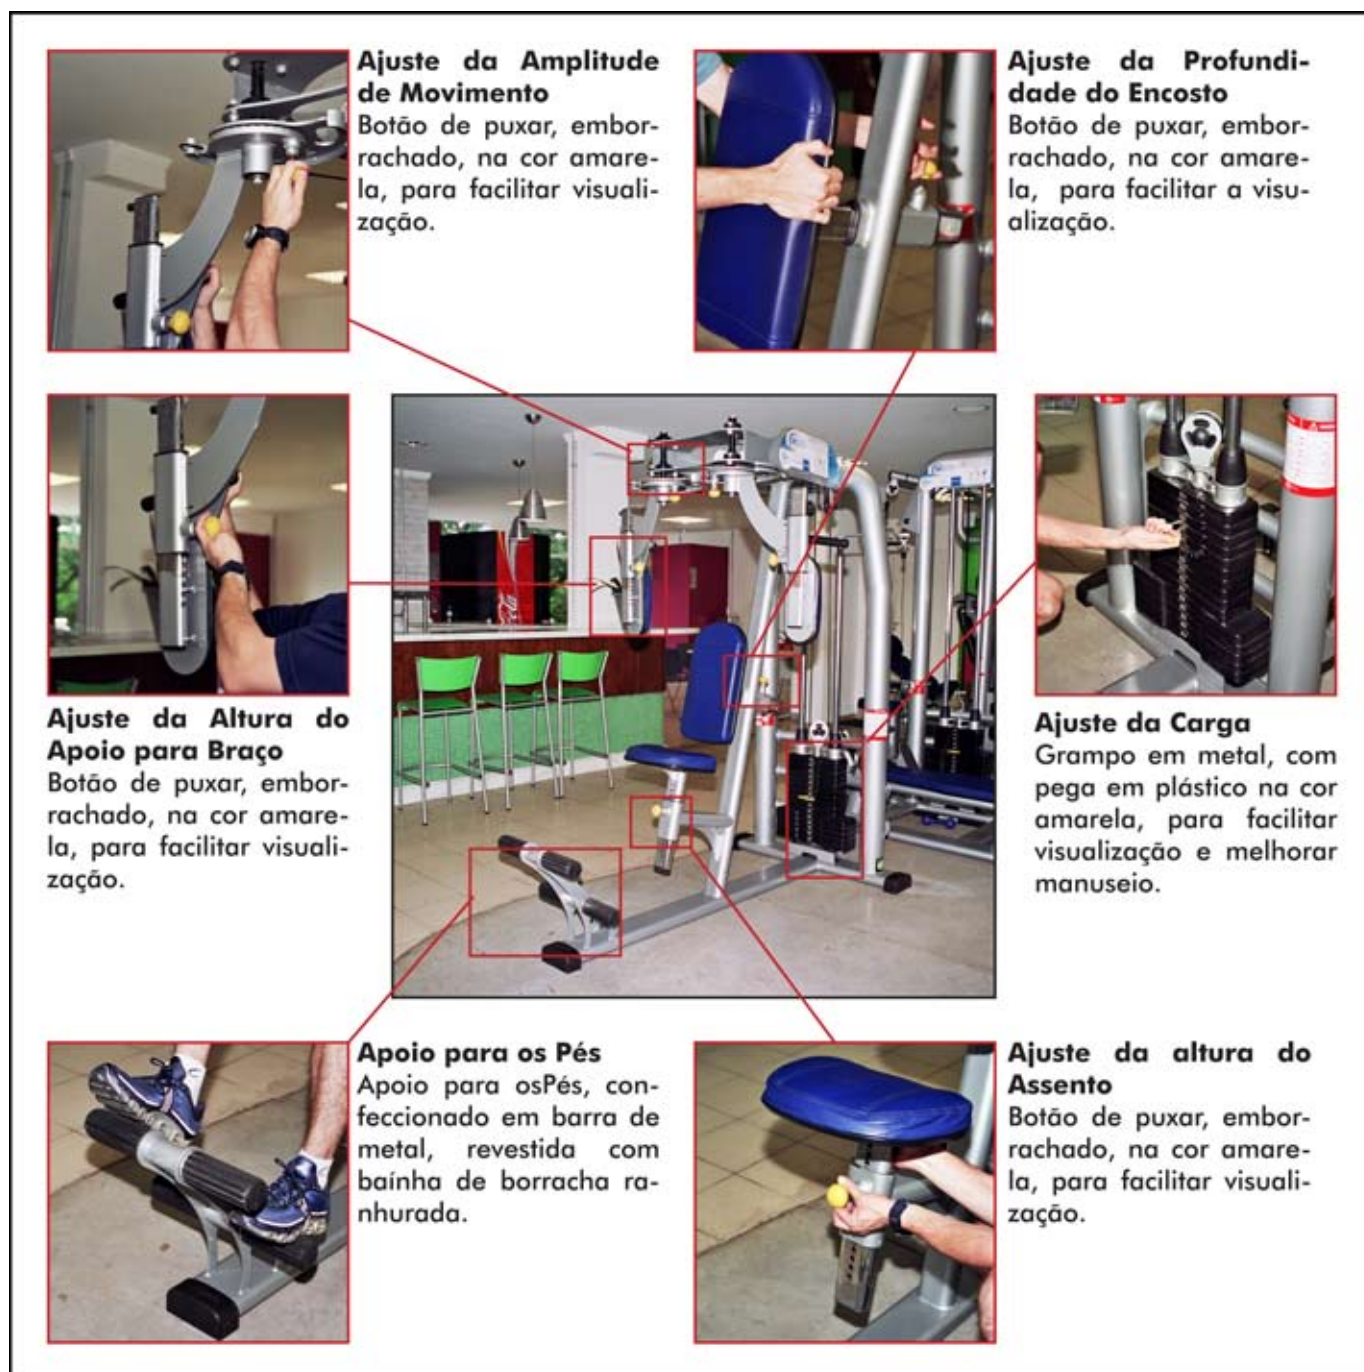 Ajuste da Amplitude
de Movimento
Botão de puxar, embor-
rachado, na cor amare-
la, para facilitar visuali-
zação.
Ajuste da Profundi-
dade do Encosto
Botão de puxar, embor-
rachado, na cor amare-
la, para facilitar a visu-
alização.
Ajuste da Altura do
Apoio para Braço
Botão de puxar, embor-
rachado, na cor amare-
la, para facilitar visuali-
zação.
Ajuste da Carga
Grampo em metal, com
pega em plástico na cor
amarela, para facilitar
visualização e melhorar
manuseio.
Apoio para os Pés
Apoio para osPés, con-
feccionado em barra de
metal, revestida com
baínha de borracha ra-
nhurada.
Ajuste da altura do
Assento
Botão de puxar, embor-
rachado, na cor amare-
la, para facilitar visuali-
zação.